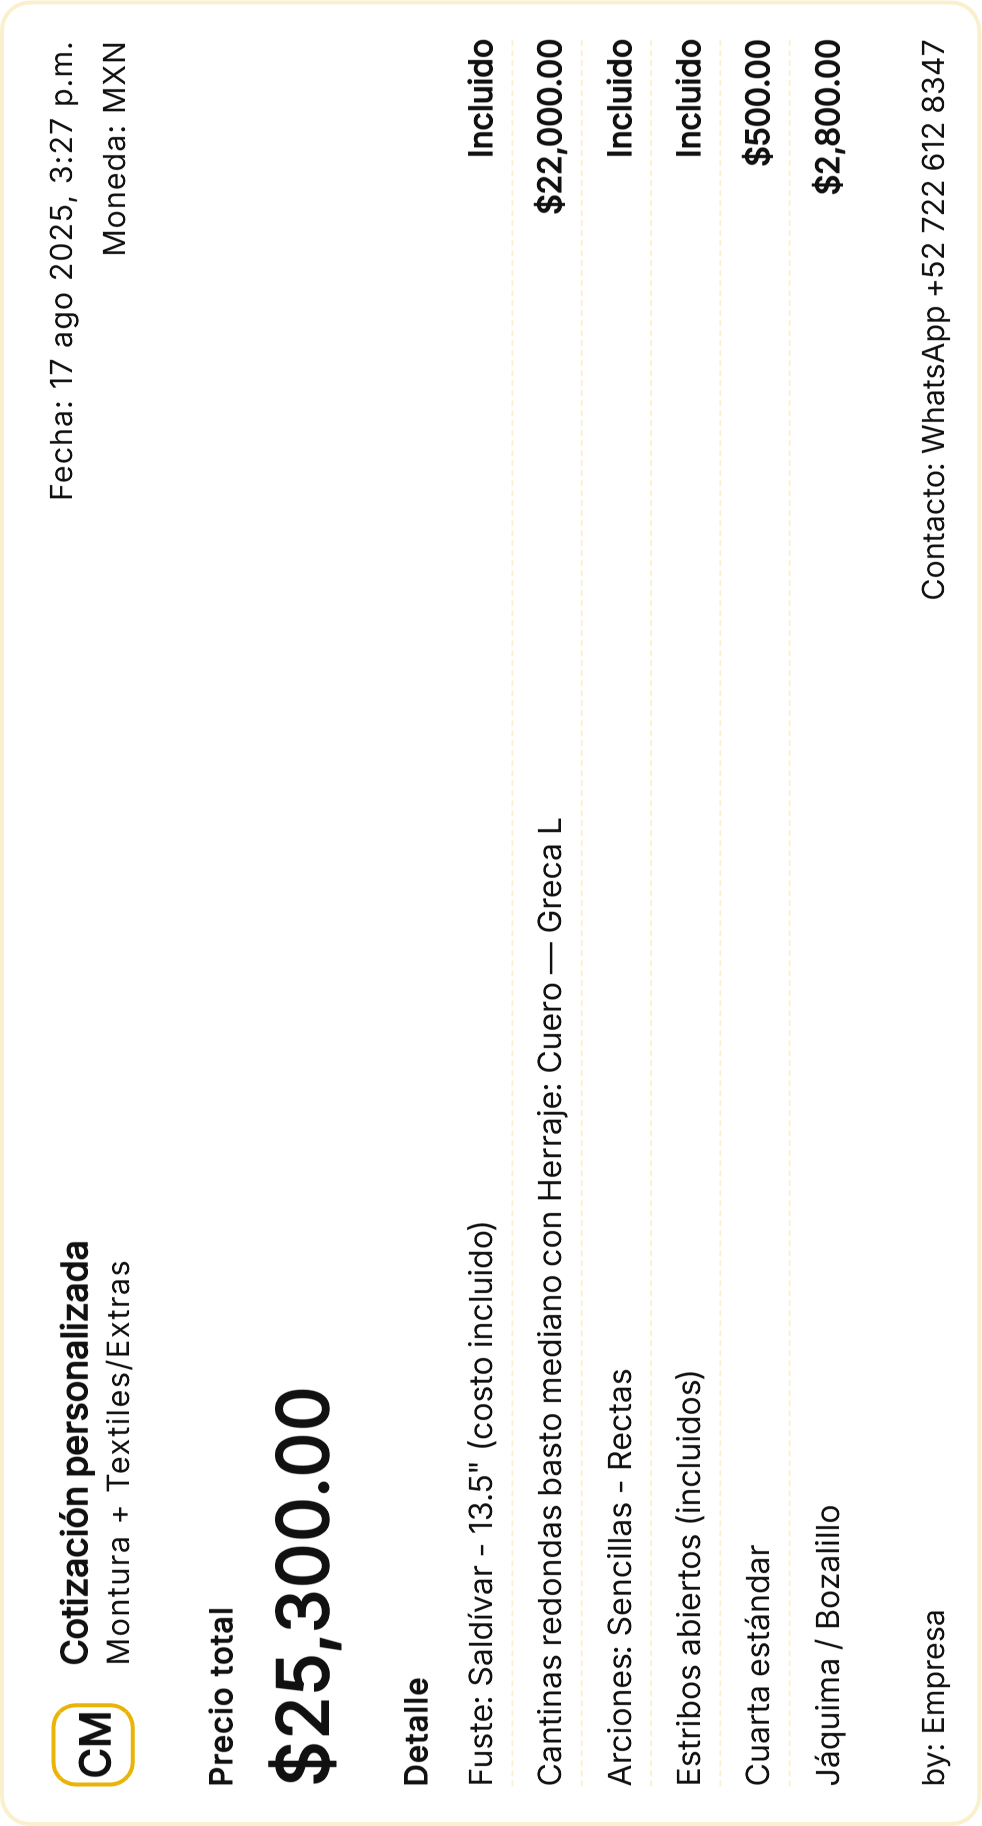 CM
Cotización personalizada
Montura + Textiles/Extras
Fecha: 17 ago 2025, 3:27 p.m.
Moneda: MXN
Precio total
$25,300.00
Detalle
Fuste: Saldívar - 13.5" (costo incluido) Incluido
Cantinas redondas basto mediano con Herraje: Cuero — Greca L $22,000.00
Arciones: Sencillas - Rectas Incluido
Estribos abiertos (incluidos) Incluido
Cuarta estándar $500.00
Jáquima / Bozalillo $2,800.00
by: Empresa Contacto: WhatsApp +52 722 612 8347